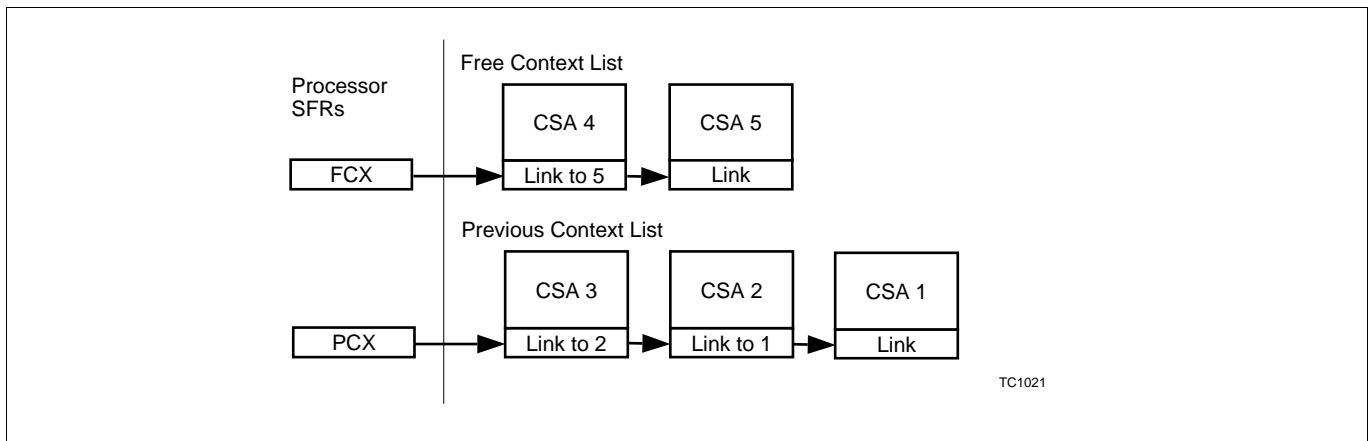 Processor
SFRs
Free Context List
CSA 4
CSA 5
FCX
Link to 5
Link
Previous Context List
CSA 3
CSA 2
CSA 1
PCX
Link to 2
Link to 1
Link
TC1021